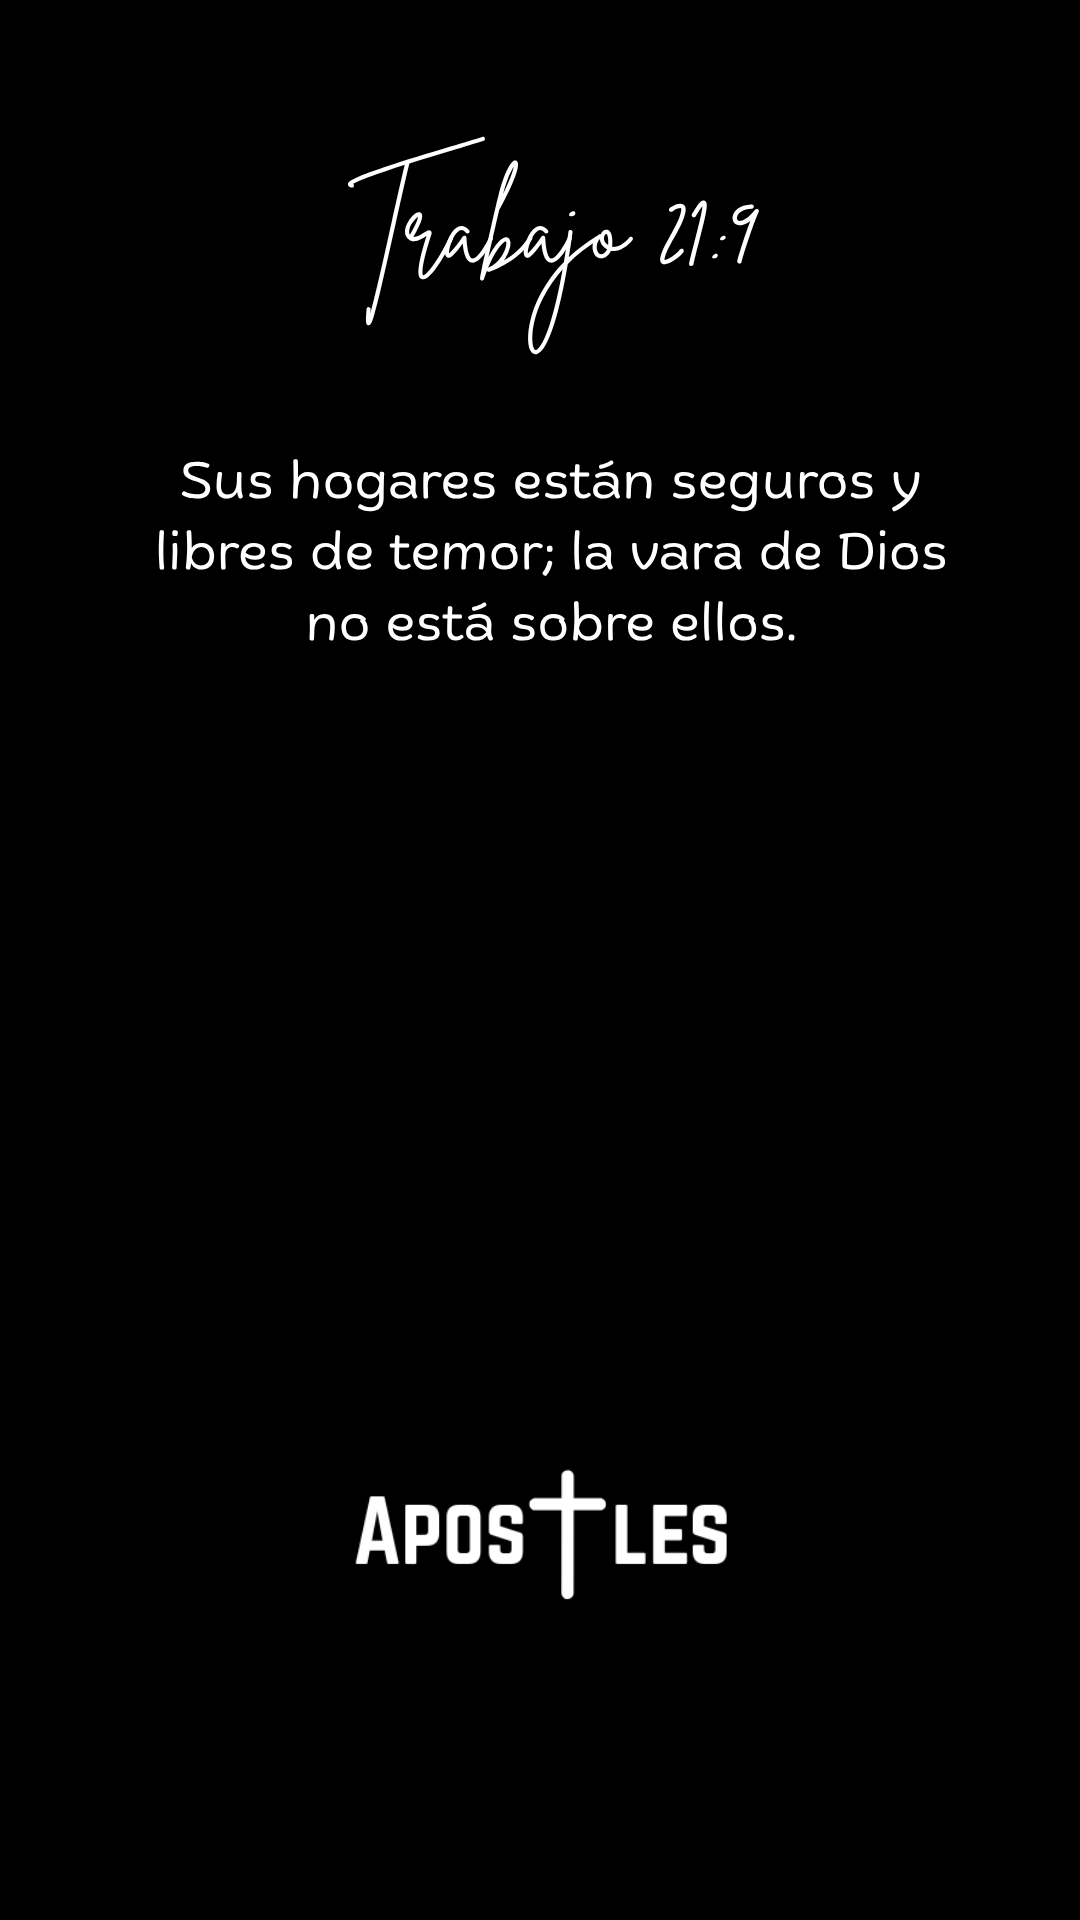 Trabajo 21:9
Sus hogares están seguros y
libres de temor; la vara de Dios
no está sobre ellos.
APOSTLES